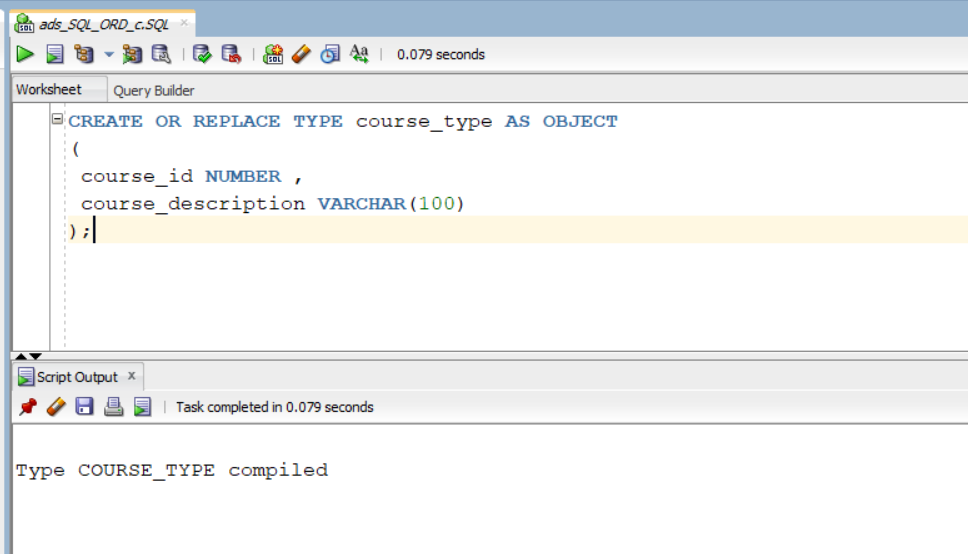 ads_SQL_ORD_c.SQL
0.079 seconds
Worksheet Query Builder
CREATE OR REPLACE TYPE course_type AS OBJECT
(
course_id NUMBER ,
course_description VARCHAR(100)
);
Script Output x
Task completed in 0.079 seconds
Type COURSE_TYPE compiled